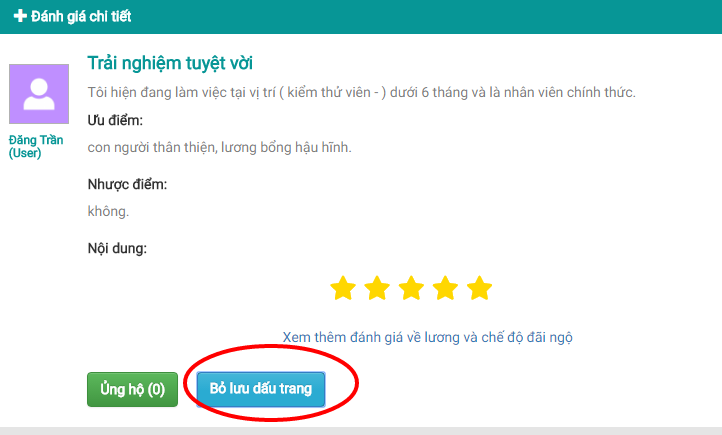 Đánh giá chi tiết
Trải nghiệm tuyệt vời
Tôi hiện đang làm việc tại vị trí ( kiểm thử viên - ) dưới 6 tháng và là nhân viên chính thức.
Đăng Trần
(User)
Ưu điểm:
con người thân thiện, lương bổng hậu hĩnh.
Nhược điểm:
không.
Nội dung:
Xem thêm đánh giá về lương và chế độ đãi ngộ
Ủng hộ (0)
Bỏ lưu dấu trang